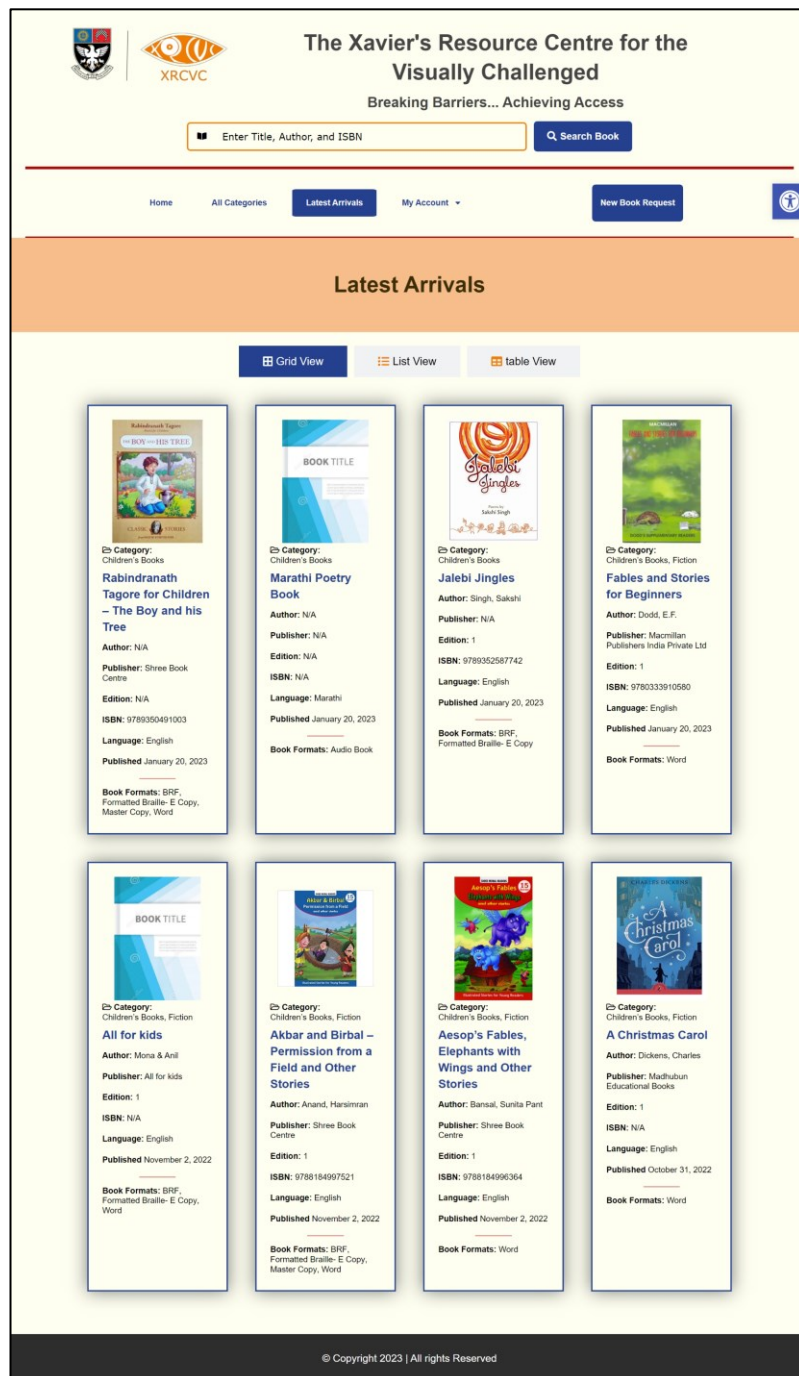 XRCVC
The Xavier's Resource Centre for the
Visually Challenged
Breaking Barriers... Achieving Access
Enter Title, Author, and ISBN
Search Book
Home
All Categories
Latest Arrivals
My Account
New Book Request
Latest Arrivals
Grid View
List View
table View
Rabindranath Tagore
THE BOY AND HIS TREE
CLASSIC STORIES
Category:
Children's Books
Rabindranath
Tagore for Children
– The Boy and his
Tree
Author: N/A
Publisher: Shree Book
Centre
Edition: N/A
ISBN: 9789350491003
Language: English
Published January 20, 2023
Book Formats: BRF,
Formatted Braille- E Copy,
Master Copy, Word
BOOK TITLE
Category:
Children's Books
Marathi Poetry
Book
Author: N/A
Publisher: N/A
Edition: N/A
ISBN: N/A
Language: Marathi
Published January 20, 2023
Book Formats: Audio Book
Jalebi
Jingles
Poems by
Sakshi Singh
Category:
Children's Books
Jalebi Jingles
Author: Singh, Sakshi
Publisher: N/A
Edition: 1
ISBN: 9789352587742
Language: English
Published January 20, 2023
Book Formats: BRF,
Formatted Braille- E Copy
MACMILLAN
Category:
Children's Books, Fiction
Fables and Stories
for Beginners
Author: Dodd, E.F.
Publisher: Macmillan
Publishers India Private Ltd
Edition: 1
ISBN: 9780333910580
Language: English
Published January 20, 2023
Book Formats: Word
BOOK TITLE
Category:
Children's Books, Fiction
All for kids
Author: Mona & Anil
Publisher: All for kids
Edition: 1
ISBN: N/A
Language: English
Published November 2, 2022
Book Formats: BRF,
Formatted Braille- E Copy,
Word
Akbar & Birbal
Permission from a Field
and other stories
Category:
Children's Books, Fiction
Akbar and Birbal –
Permission from a
Field and Other
Stories
Author: Anand, Harsimran
Publisher: Shree Book
Centre
Edition: 1
ISBN: 9788184997521
Language: English
Published November 2, 2022
Book Formats: BRF,
Formatted Braille- E Copy,
Master Copy, Word
Aesop's Fables
Elephants with Wings
and other stories
Category:
Children's Books, Fiction
Aesop's Fables,
Elephants with
Wings and Other
Stories
Author: Bansal, Sunita Pant
Publisher: Shree Book
Centre
Edition: 1
ISBN: 9788184996364
Language: English
Published November 2, 2022
Book Formats: Word
CHARLES DICKENS
A
Christmas
Carol
Category:
Children's Books, Fiction
A Christmas Carol
Author: Dickens, Charles
Publisher: Madhubun
Educational Books
Edition: 1
ISBN: N/A
Language: English
Published October 31, 2022
Book Formats: Word
© Copyright 2023 | All rights Reserved